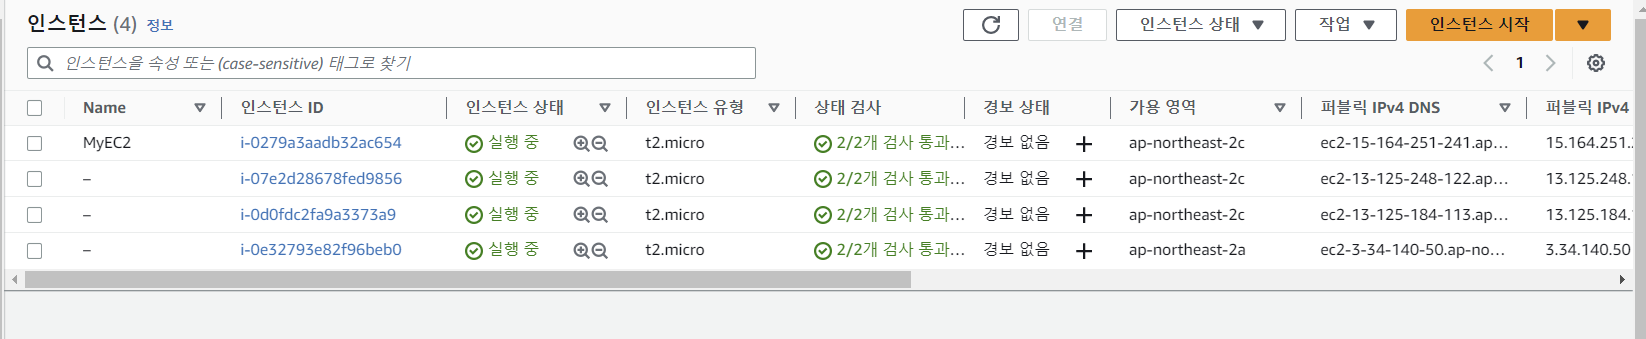 인스턴스 (4) 정보
연결 인스턴스 상태 작업 인스턴스 시작
인스턴스을 속성 또는 (case-sensitive) 태그로 찾기
1
Name 인스턴스 ID 인스턴스 상태 인스턴스 유형 상태 검사 경보 상태 가용 영역 퍼블릭 IPv4 DNS 퍼블릭 IPv4
MyEC2 i-0279a3aadb32ac654 실행 중 t2.micro 2/2개 검사 통과... 경보 없음 + ap-northeast-2c ec2-15-164-251-241.ap... 15.164.251.
– i-07e2d28678fed9856 실행 중 t2.micro 2/2개 검사 통과... 경보 없음 + ap-northeast-2c ec2-13-125-248-122.ap... 13.125.248.
– i-0d0fdc2fa9a3373a9 실행 중 t2.micro 2/2개 검사 통과... 경보 없음 + ap-northeast-2c ec2-13-125-184-113.ap... 13.125.184.
– i-0e32793e82f96beb0 실행 중 t2.micro 2/2개 검사 통과... 경보 없음 + ap-northeast-2a ec2-3-34-140-50.ap-no... 3.34.140.50